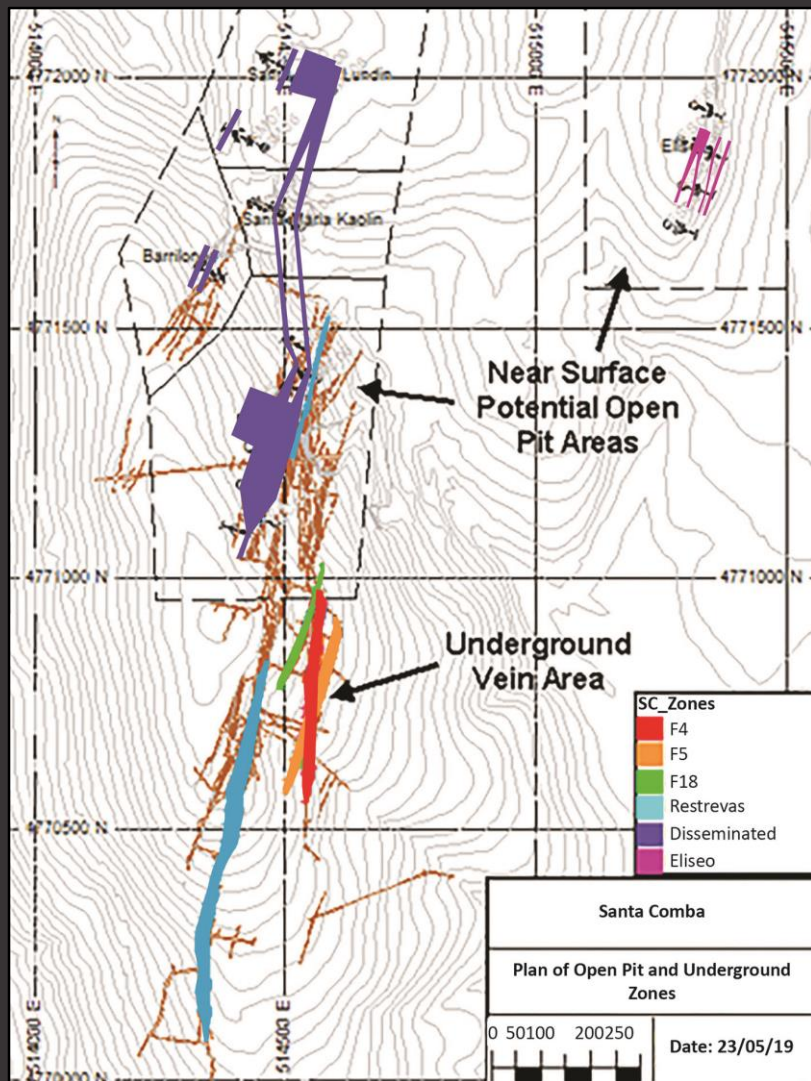 4772000 N
4772000 N
515000 E
Barrilon
Santa Maria Kaolin
4771500 N
4771500 N
Near Surface
Potential Open
Pit Areas
4771000 N
4771000 N
Underground
Vein Area
SC_Zones
F4
F5
F18
Restrevas
Disseminated
Eliseo
4770500 N
Santa Comba
Plan of Open Pit and Underground
Zones
0 50100 200250
Date: 23/05/19
514000 E
514500 E